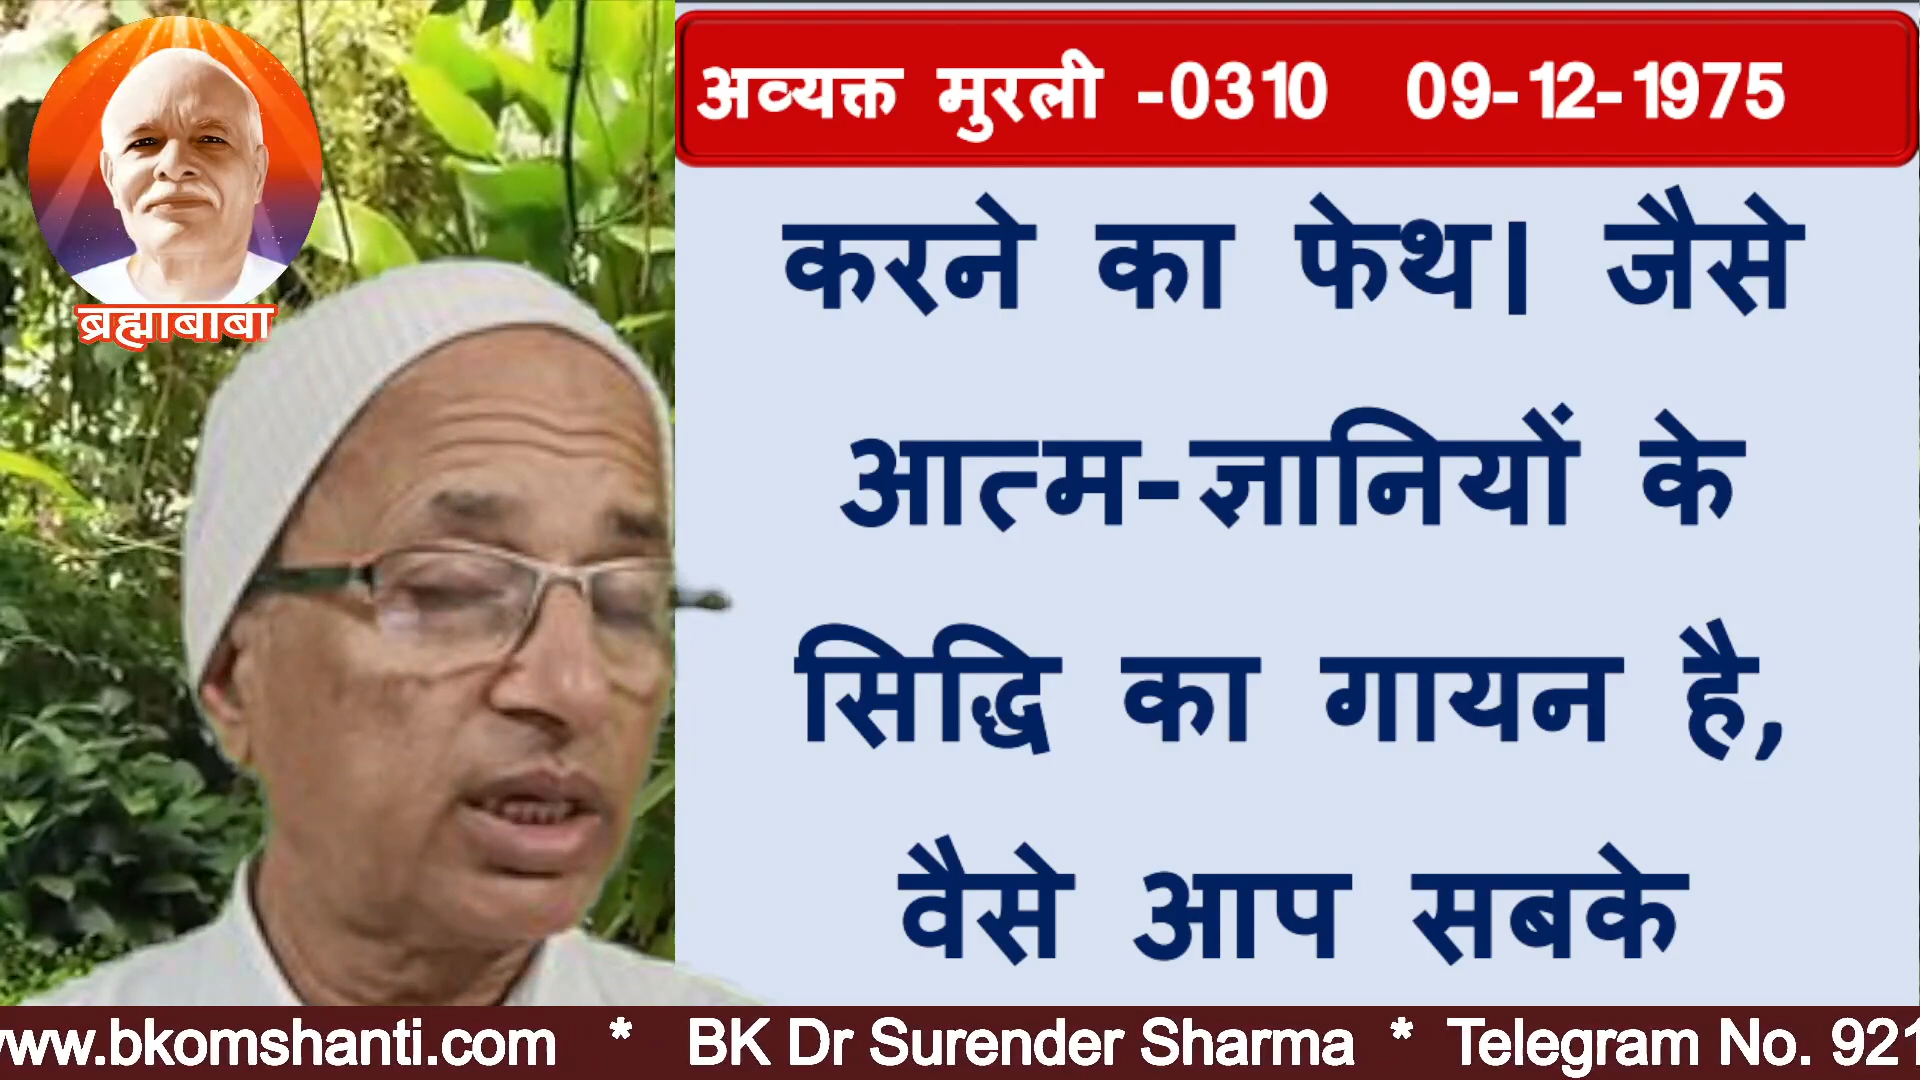 अव्यक्त मुरली -0310 09-12-1975
ब्रह्माबाबा
करने का फेथ। जैसे
आत्म-ज्ञानियों के
सिद्धि का गायन है,
वैसे आप सबके
www.bkomshanti.com * BK Dr Surender Sharma * Telegram No. 921